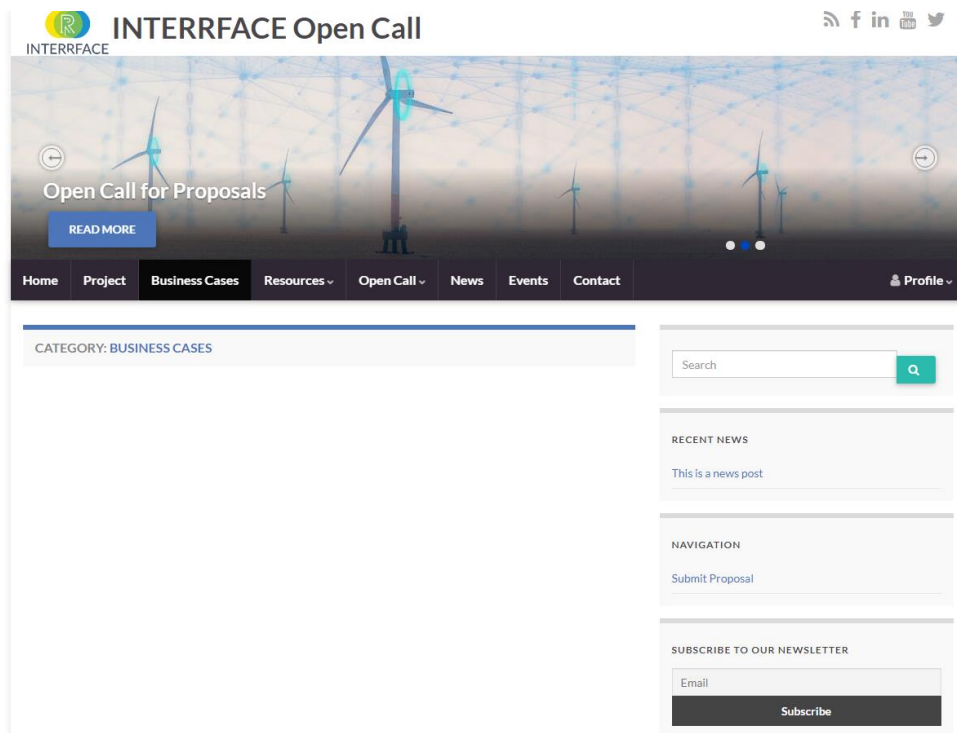 INTERRFACE Open Call
INTERRFACE
You
Tube
Open Call for Proposals
READ MORE
Home Project Business Cases Resources Open Call News Events Contact Profile
CATEGORY: BUSINESS CASES
Search
RECENT NEWS
This is a news post
NAVIGATION
Submit Proposal
SUBSCRIBE TO OUR NEWSLETTER
Email
Subscribe